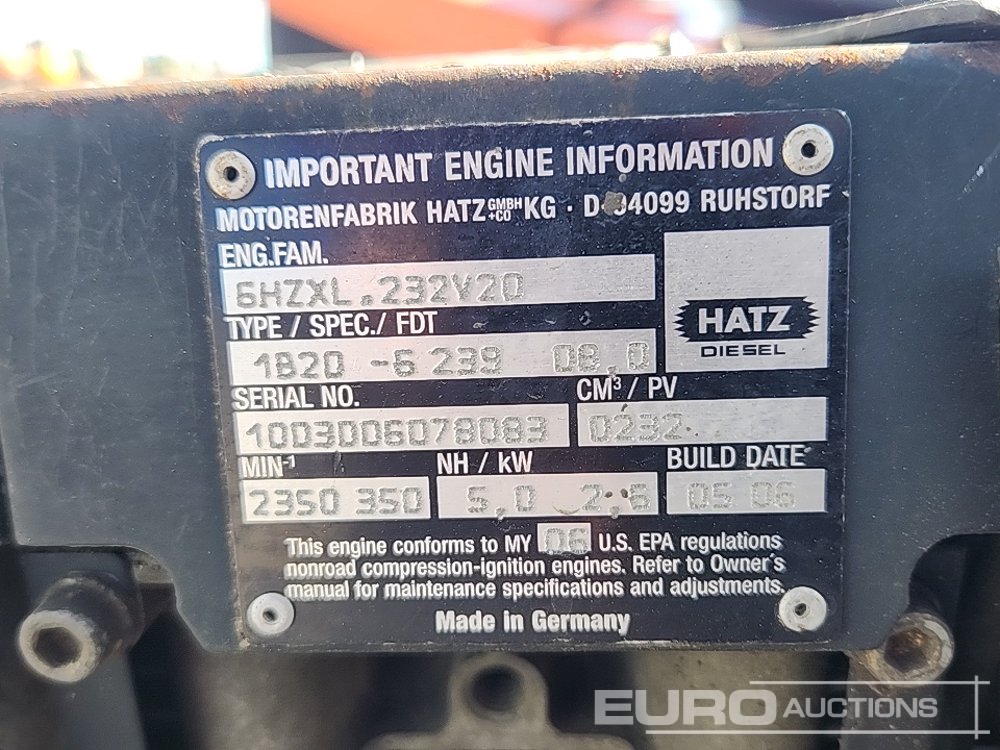 IMPORTANT ENGINE INFORMATION
MOTORENFABRIK HATZ GMBH +CO KG · D-94099 RUHSTORF
ENG.FAM.
6HZXL.232V20
TYPE / SPEC./ FDT
1B20 -6 239 08.0
HATZ
DIESEL
SERIAL NO.
CM³ / PV
1003006078083
0232
MIN-¹
NH / kW
BUILD DATE
2350 350
5,0 2.6
05 06
This engine conforms to MY 06 U.S. EPA regulations
nonroad compression-ignition engines. Refer to Owner's
manual for maintenance specifications and adjustments.
Made in Germany
EURO AUCTIONS